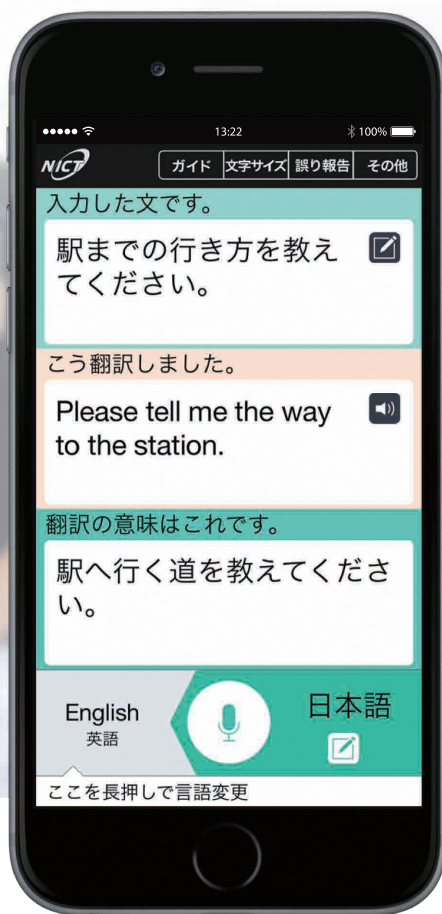 13:22
100%
NICT
ガイド 文字サイズ 誤り報告 その他
入力した文です。
駅までの行き方を教え
てください。
こう翻訳しました。
Please tell me the way
to the station.
翻訳の意味はこれです。
駅へ行く道を教えてくださ
い。
English
英語
日本語
ここを長押しで言語変更